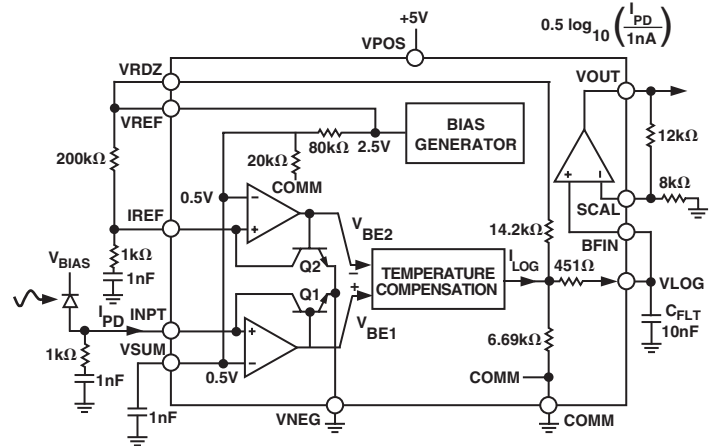 +5V
0.5 log10 (IPD / 1nA)
VPOS
VRDZ
VOUT
VREF
BIAS
GENERATOR
80kΩ
2.5V
12kΩ
200kΩ
20kΩ
COMM
0.5V
8kΩ
SCAL
IREF
VBE2
14.2kΩ
BFIN
1kΩ
VBIAS
1nF
Q2
TEMPERATURE
COMPENSATION
ILOG
451Ω
VLOG
Q1
IPD
INPT
VBE1
CFLT
10nF
1kΩ
VSUM
0.5V
6.69kΩ
1nF
COMM
1nF
VNEG
COMM